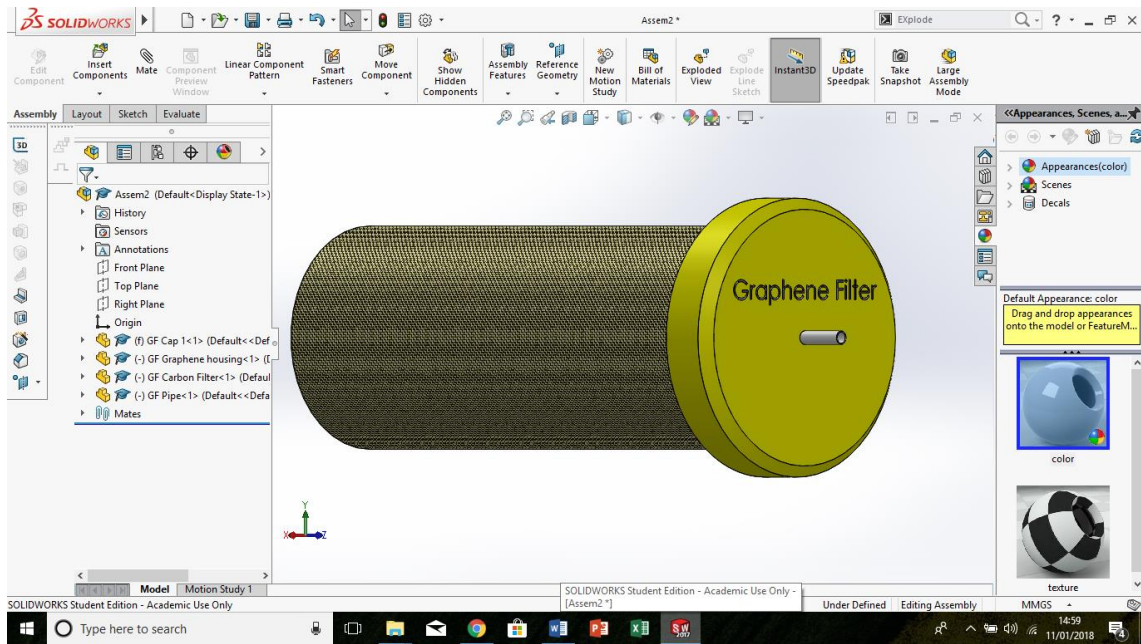 SOLIDWORKS
Assem2 *
EXplode
Edit Component
Insert Components
Mate
Component Preview Window
Linear Component Pattern
Smart Fasteners
Move Component
Show Hidden Components
Assembly Features
Reference Geometry
New Motion Study
Bill of Materials
Exploded View
Explode Line Sketch
Instant3D
Update Speedpak
Take Snapshot
Large Assembly Mode
Assembly Layout Sketch Evaluate
<<Appearances, Scenes, a...
3D
Assem2 (Default<Display State-1>)
History
Sensors
Annotations
Front Plane
Top Plane
Right Plane
Origin
(f) GF Cap 1<1> (Default<<Def
(-) GF Graphene housing<1> (D
(-) GF Carbon Filter<1> (Defaul
(-) GF Pipe<1> (Default<<Defa
Mates
Graphene Filter
Y
X Z
Appearances(color)
Scenes
Decals
Default Appearance: color
Drag and drop appearances
onto the model or FeatureM...
color
texture
Model Motion Study 1
SOLIDWORKS Student Edition - Academic Use Only -
[Assem2 *]
SOLIDWORKS Student Edition - Academic Use Only
Under Defined Editing Assembly MMGS
Type here to search
14:59
11/01/2018